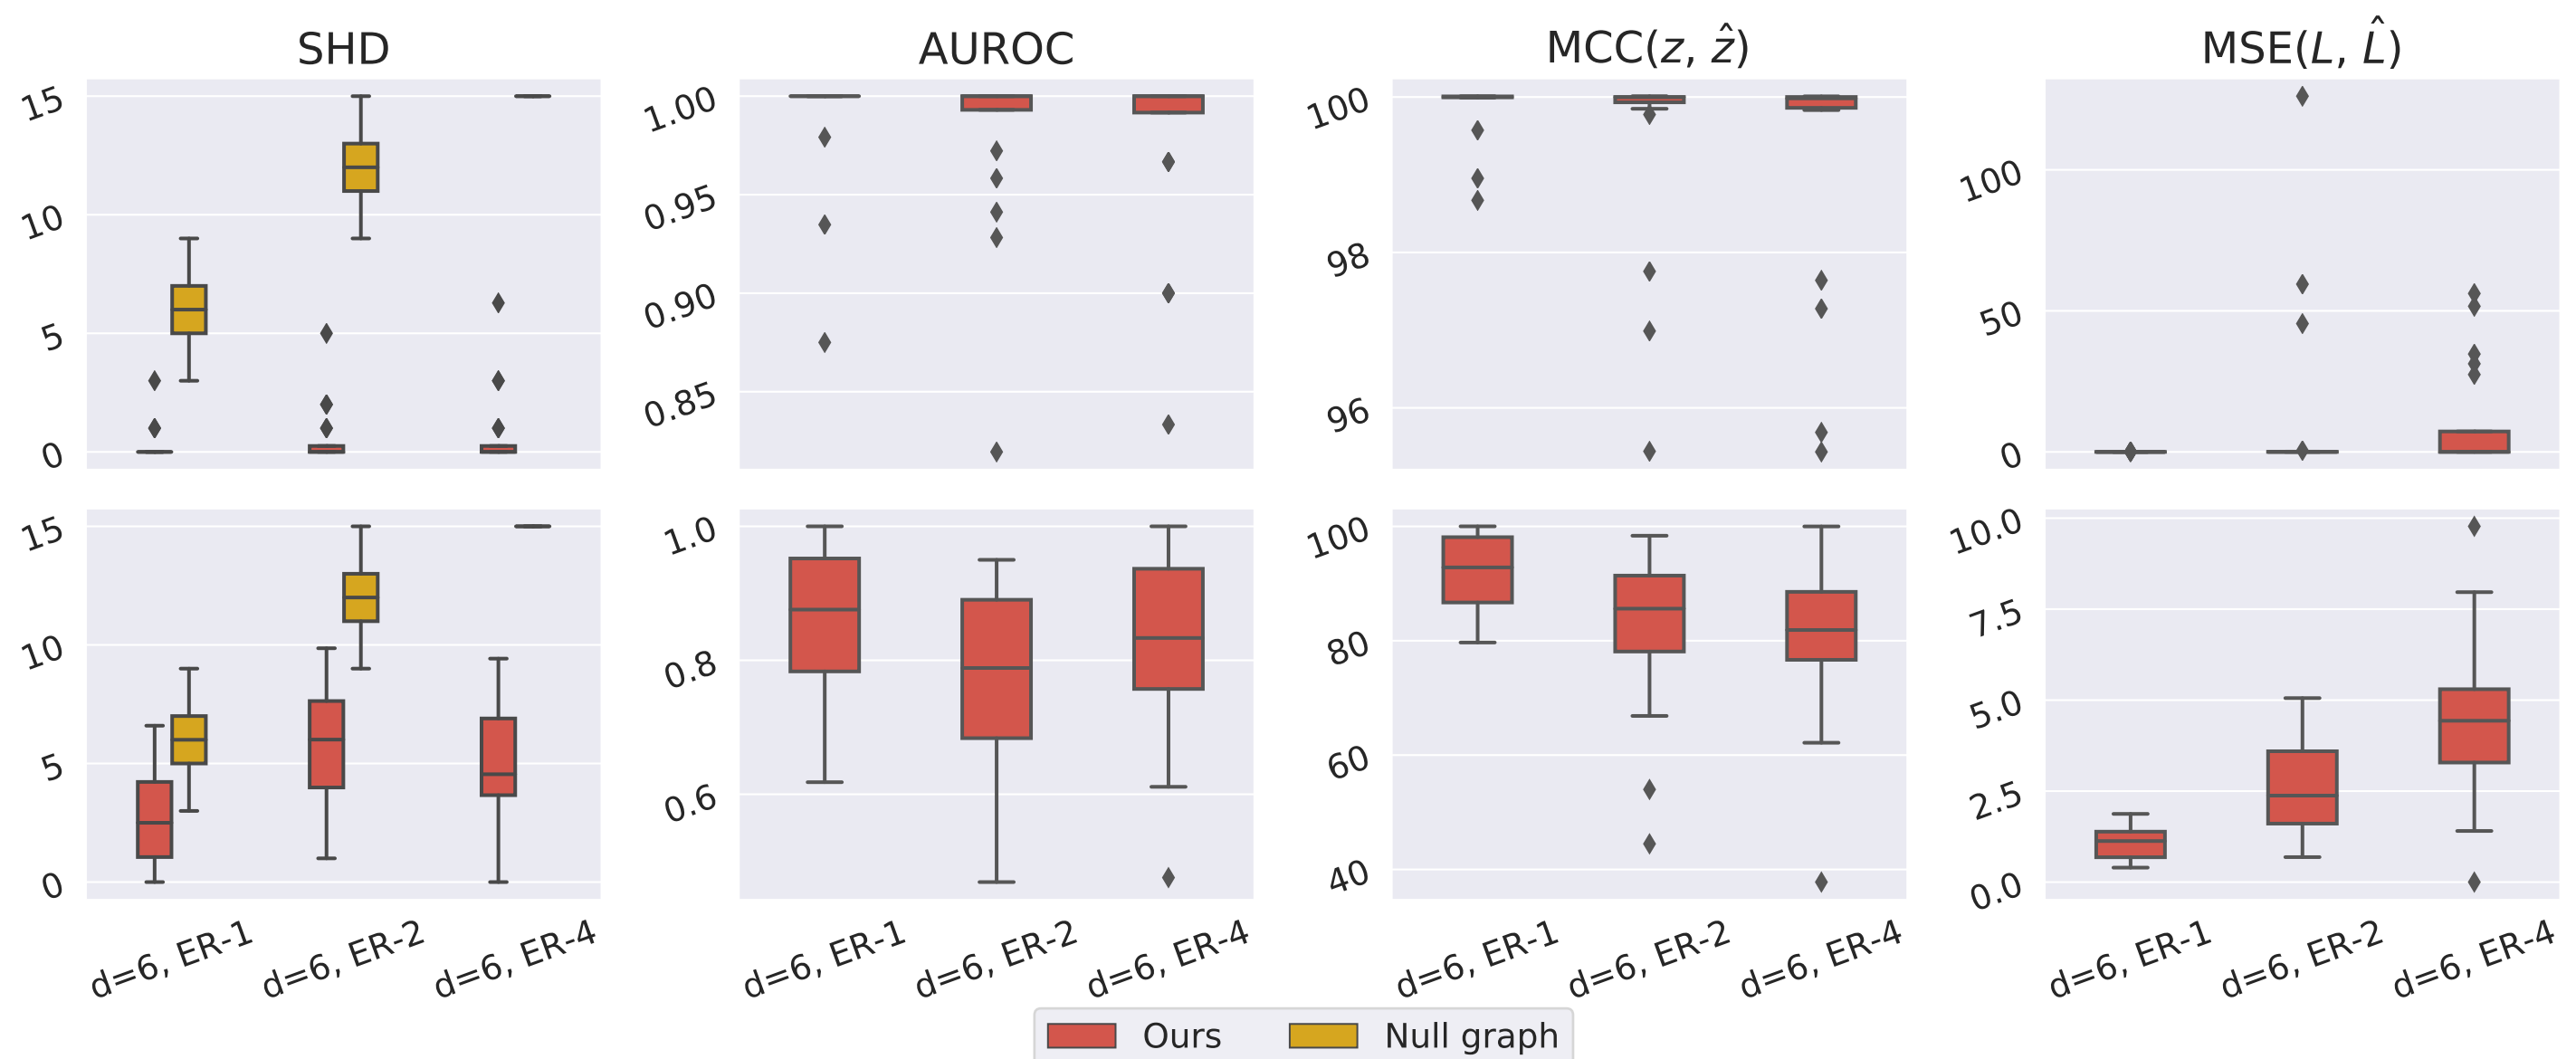 SHD
AUROC
MCC(z, ẑ)
MSE(L, L̂)
15
10
5
0
1.00
0.95
0.90
0.85
100
98
96
100
50
0
15
10
5
0
1.0
0.8
0.6
100
80
60
40
10.0
7.5
5.0
2.5
0.0
d=6, ER-1
d=6, ER-2
d=6, ER-4
d=6, ER-1
d=6, ER-2
d=6, ER-4
d=6, ER-1
d=6, ER-2
d=6, ER-4
d=6, ER-1
d=6, ER-2
d=6, ER-4
Ours
Null graph